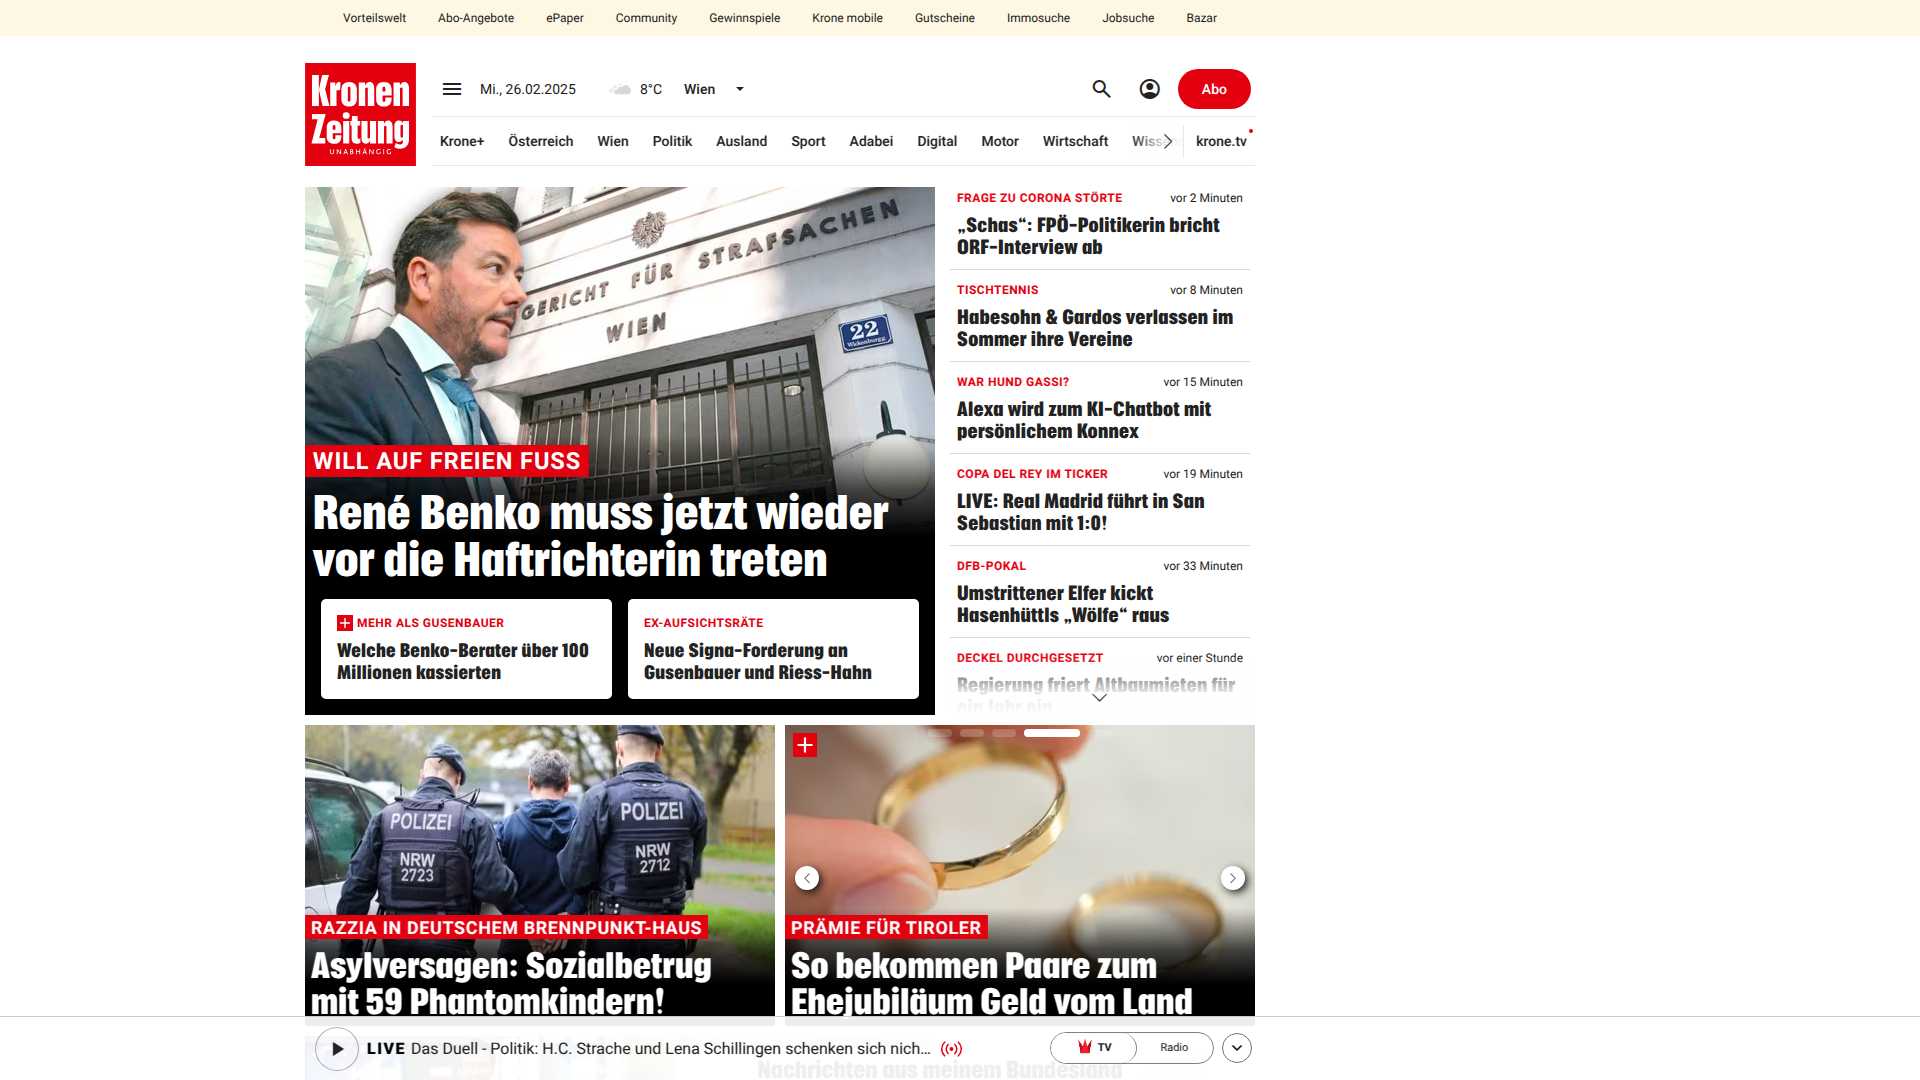 Vorteilswelt Abo-Angebote ePaper Community Gewinnspiele Krone mobile Gutscheine Immosuche Jobsuche Bazar
Kronen
Zeitung
UNABHÄNGIG
Mi., 26.02.2025 8°C Wien
Abo
Krone+ Österreich Wien Politik Ausland Sport Adabei Digital Motor Wirtschaft krone.tv
GERICHT FÜR STRAFSACHEN
WIEN
22
WILL AUF FREIEN FUSS
René Benko muss jetzt wieder
vor die Haftrichterin treten
MEHR ALS GUSENBAUER
Welche Benko-Berater über 100
Millionen kassierten
EX-AUFSICHTSRÄTE
Neue Signa-Forderung an
Gusenbauer und Riess-Hahn
FRAGE ZU CORONA STÖRTE vor 2 Minuten
„Schas“: FPÖ-Politikerin bricht
ORF-Interview ab
TISCHTENNIS vor 8 Minuten
Habesohn & Gardos verlassen im
Sommer ihre Vereine
WAR HUND GASSI? vor 15 Minuten
Alexa wird zum KI-Chatbot mit
persönlichem Konnex
COPA DEL REY IM TICKER vor 19 Minuten
LIVE: Real Madrid führt in San
Sebastian mit 1:0!
DFB-POKAL vor 33 Minuten
Umstrittener Elfer kickt
Hasenhüttls „Wölfe“ raus
DECKEL DURCHGESETZT vor einer Stunde
Regierung friert Altbaumieten für
ein Jahr ein
POLIZEI
NRW
2723
POLIZEI
NRW
2712
RAZZIA IN DEUTSCHEM BRENNPUNKT-HAUS
Asylversagen: Sozialbetrug
mit 59 Phantomkindern!
PRÄMIE FÜR TIROLER
So bekommen Paare zum
Ehejubiläum Geld vom Land
LIVE Das Duell - Politik: H.C. Strache und Lena Schillingen schenken sich nich...
TV Radio
Nachrichten aus meinem Bundesland